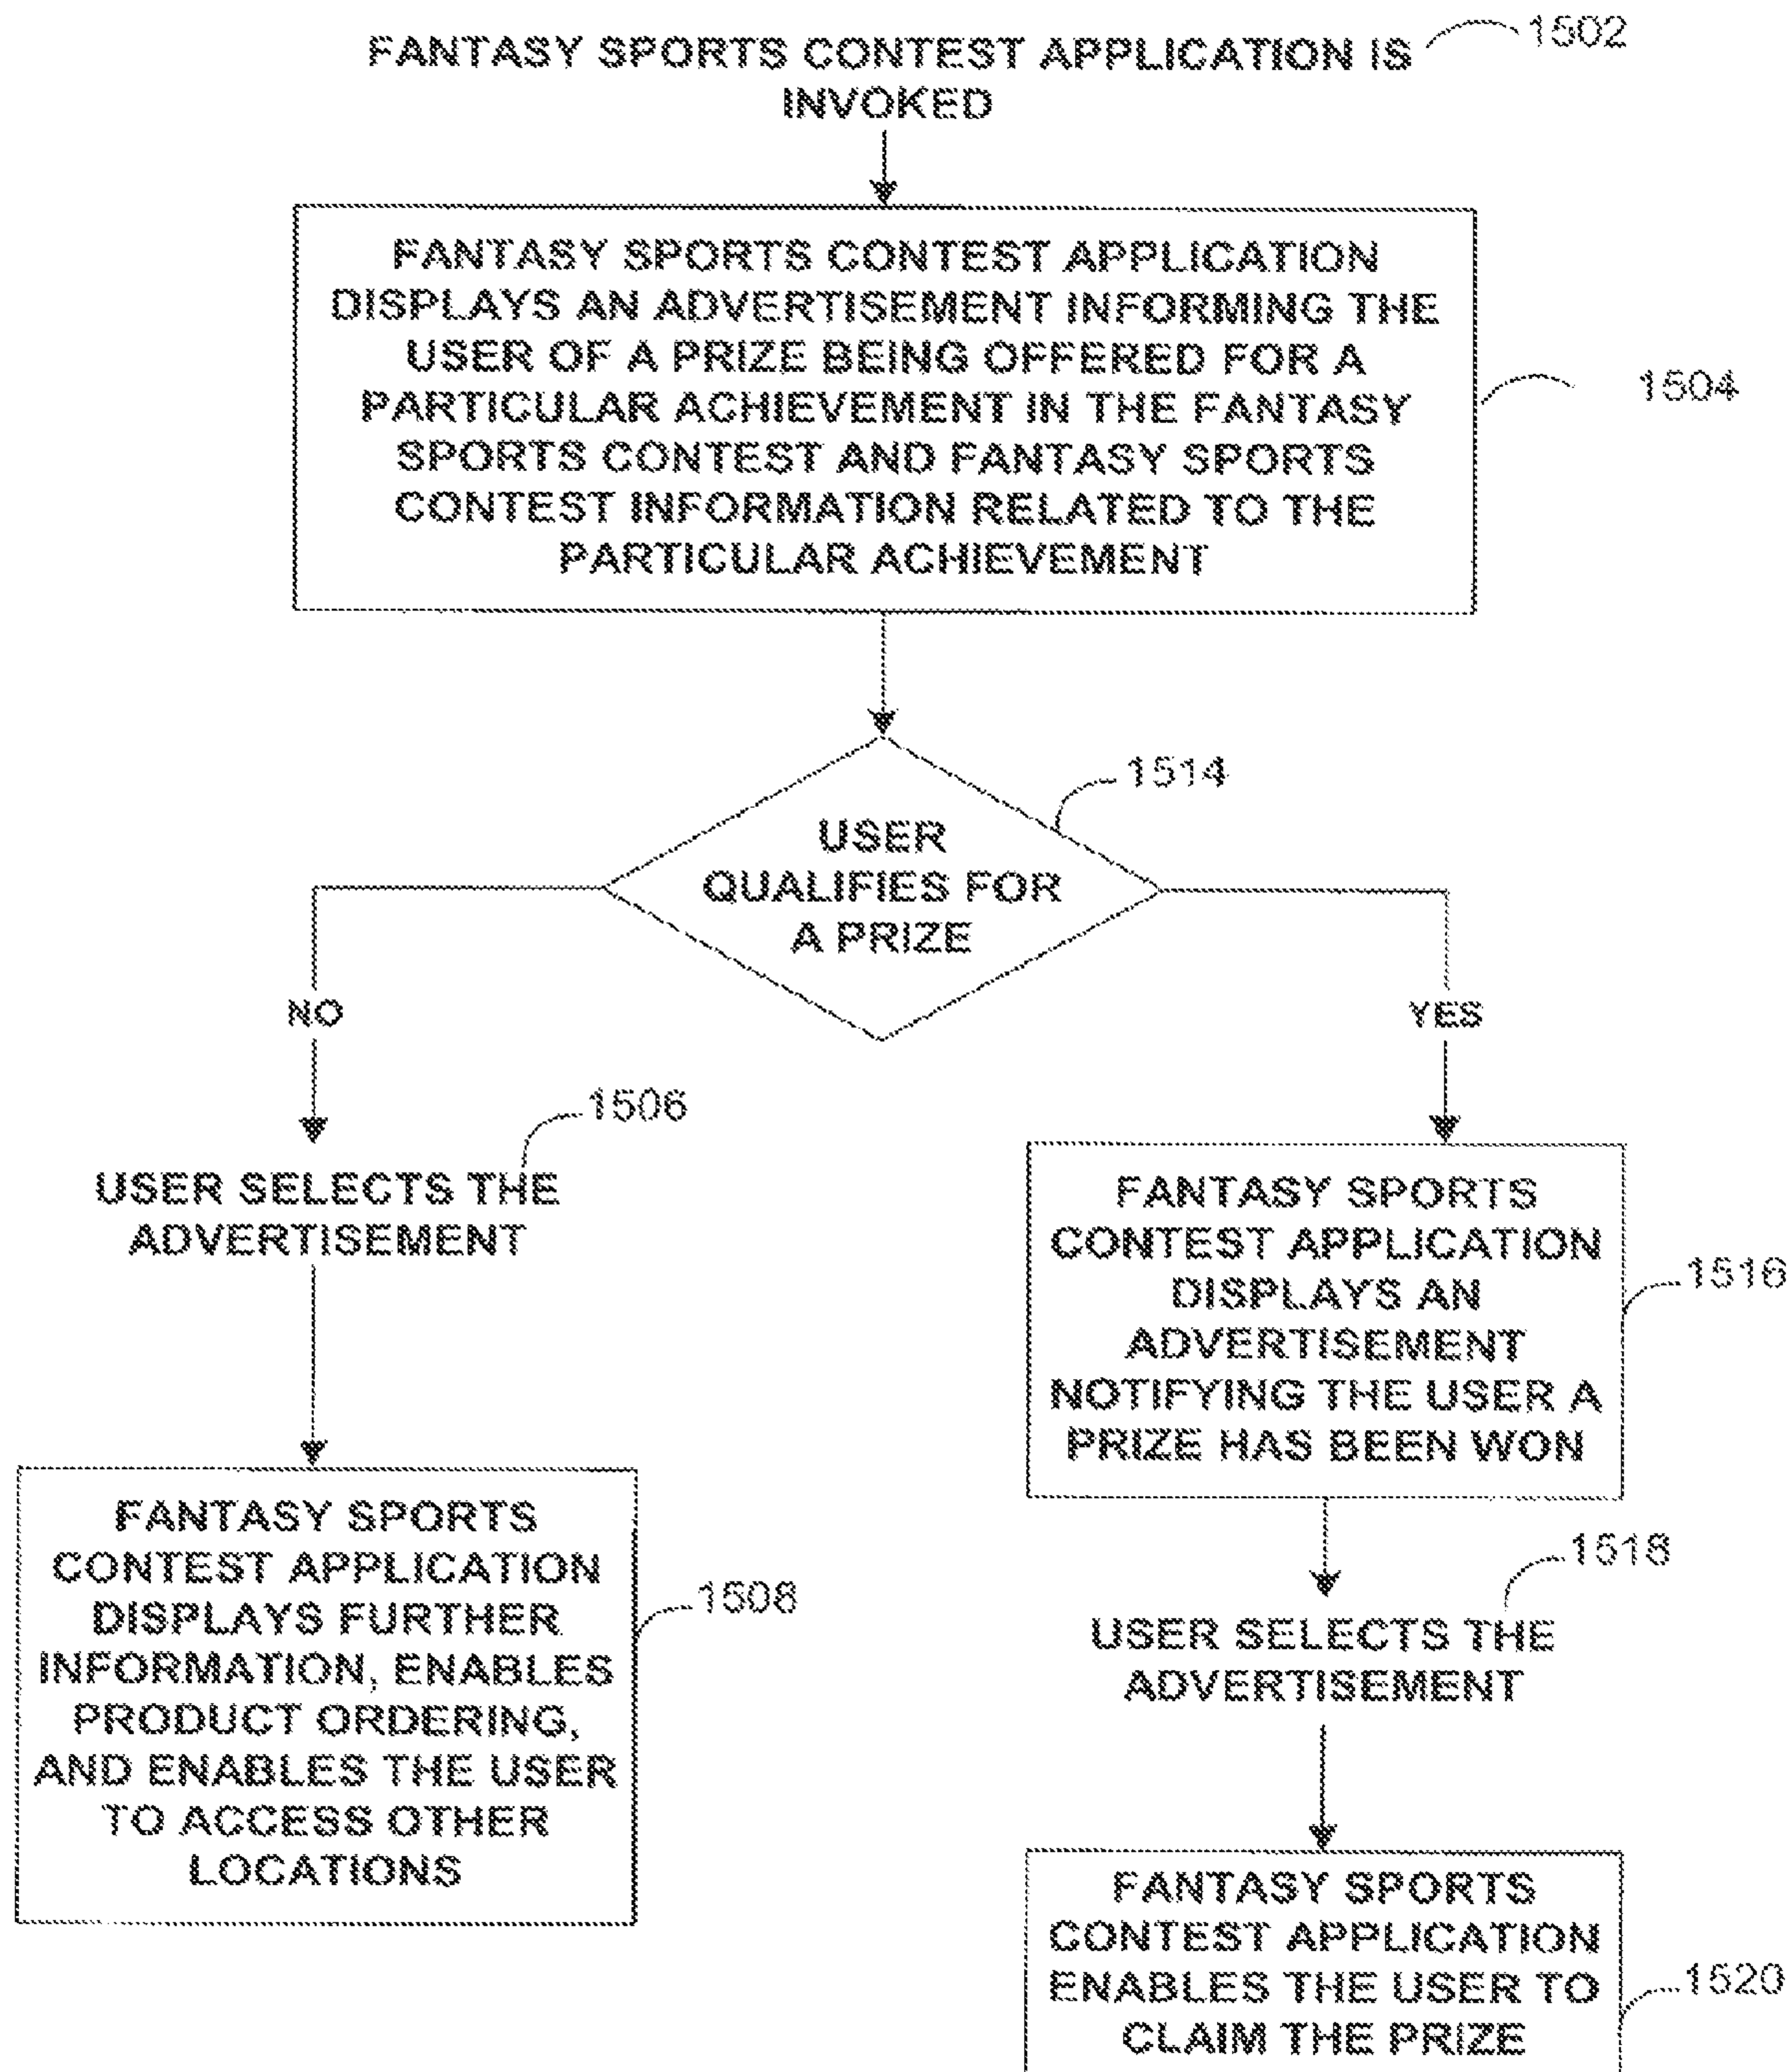 FANTASY SPORTS CONTEST APPLICATION IS
INVOKED
1502
FANTASY SPORTS CONTEST APPLICATION
DISPLAYS AN ADVERTISEMENT INFORMING THE
USER OF A PRIZE BEING OFFERED FOR A
PARTICULAR ACHIEVEMENT IN THE FANTASY
SPORTS CONTEST AND FANTASY SPORTS
CONTEST INFORMATION RELATED TO THE
PARTICULAR ACHIEVEMENT
1504
1514
USER
QUALIFIES FOR
A PRIZE
NO
YES
1506
USER SELECTS THE
ADVERTISEMENT
FANTASY SPORTS
CONTEST APPLICATION
DISPLAYS FURTHER
INFORMATION, ENABLES
PRODUCT ORDERING,
AND ENABLES THE USER
TO ACCESS OTHER
LOCATIONS
1508
FANTASY SPORTS
CONTEST APPLICATION
DISPLAYS AN
ADVERTISEMENT
NOTIFYING THE USER A
PRIZE HAS BEEN WON
1516
1518
USER SELECTS THE
ADVERTISEMENT
FANTASY SPORTS
CONTEST APPLICATION
ENABLES THE USER TO
CLAIM THE PRIZE
1520